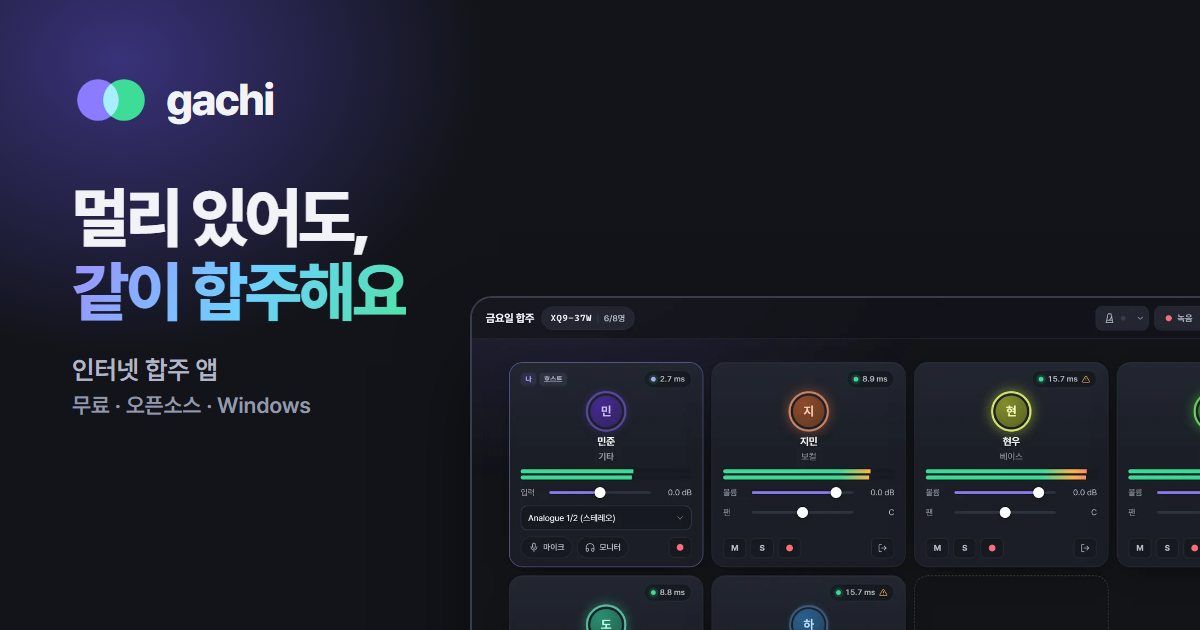 gachi
멀리 있어도,
같이 합주해요
인터넷 합주 앱
무료 · 오픈소스 · Windows
금요일 합주 XQ9-37W 6/8명 녹음
나 호스트 2.7 ms
민
민준
기타
입력 0.0 dB
Analogue 1/2 (스테레오)
마이크 모니터
8.9 ms
지
지민
보컬
볼륨 0.0 dB
팬 C
M S
15.7 ms
현
현우
베이스
볼륨 0.0 dB
팬 C
M S
볼륨
팬
M S
8.8 ms
도
15.7 ms
하